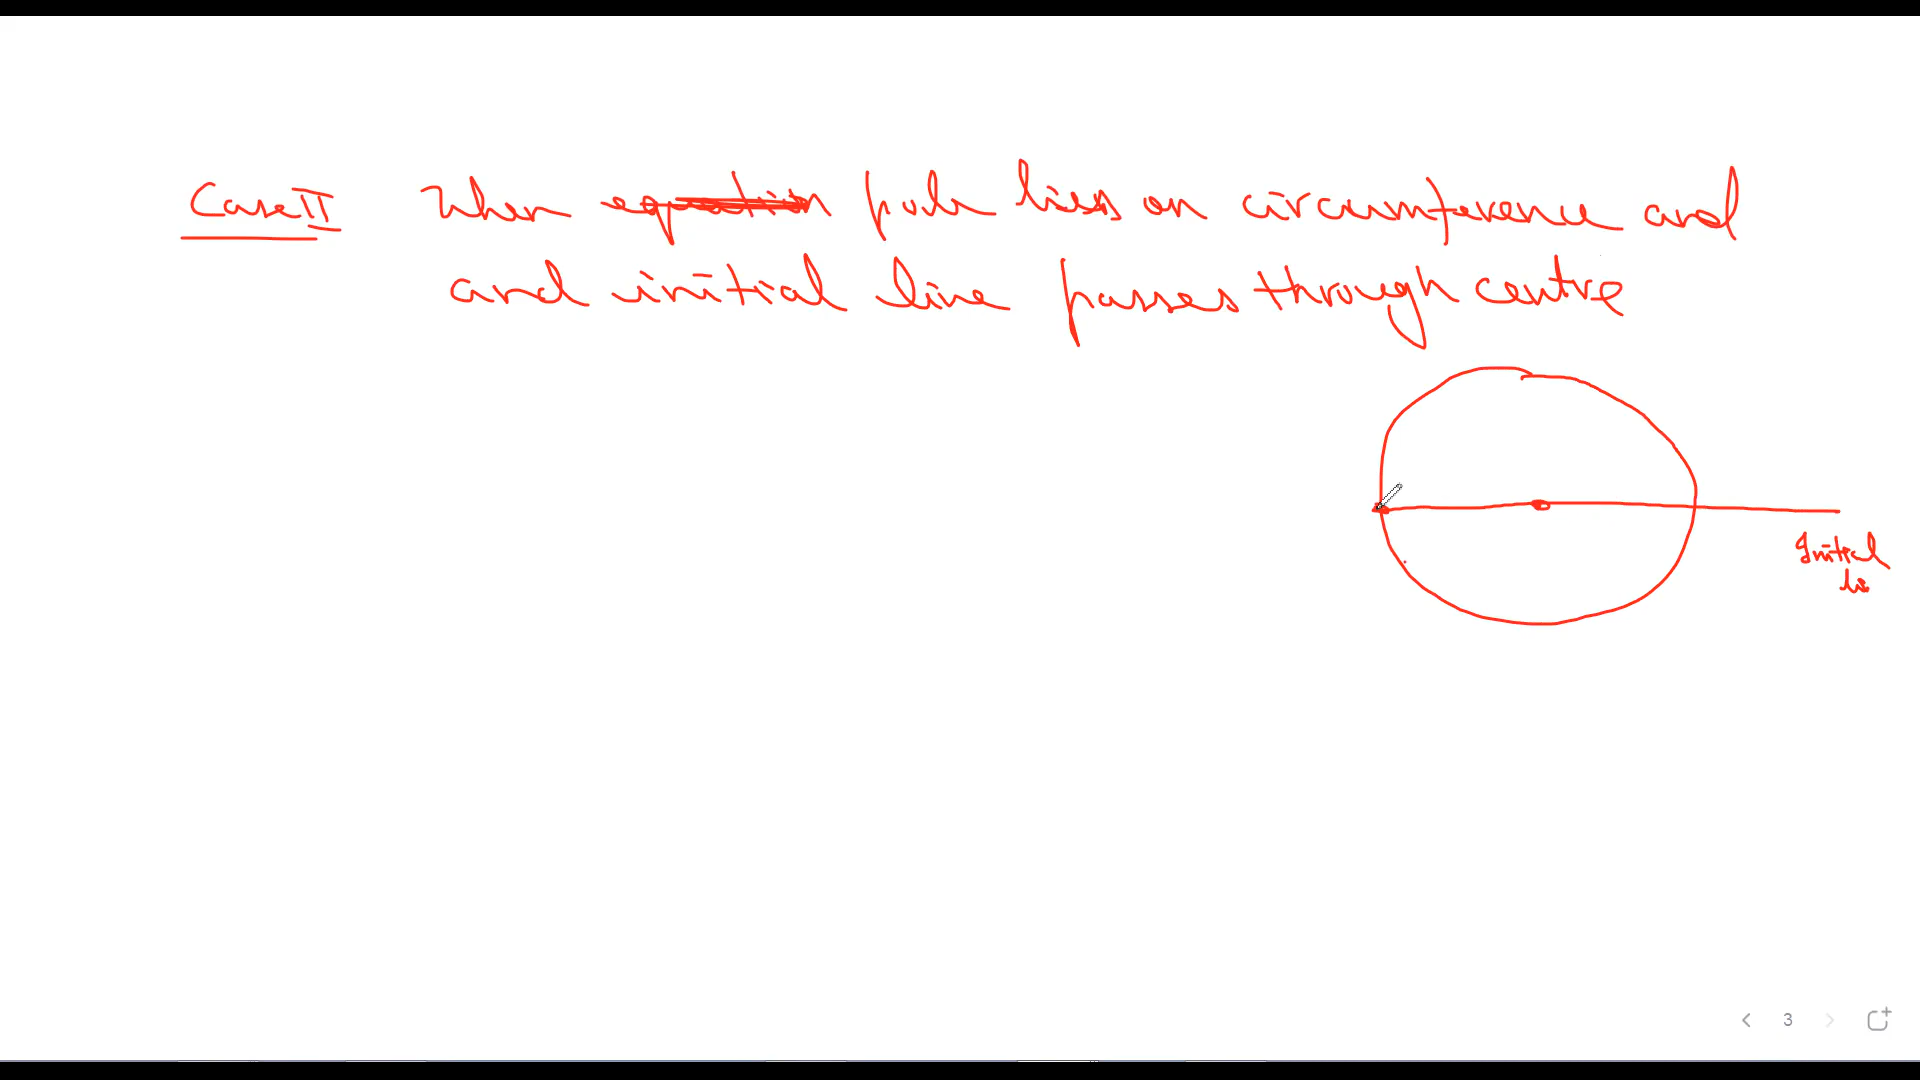 Case II When pole lies on circumference and
and initial line passes through centre
Initial
3